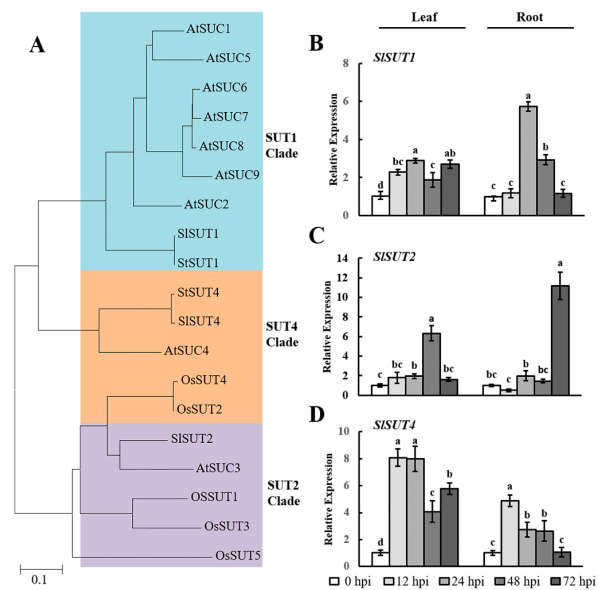 A
AtSUC1
AtSUC5
AtSUC6
AtSUC7
AtSUC8
AtSUC9
AtSUC2
SlSUT1
StSUT1
SUT1
Clade
StSUT4
SlSUT4
AtSUC4
OsSUT4
OsSUT2
SUT4
Clade
SlSUT2
AtSUC3
OSSUT1
OsSUT3
OsSUT5
SUT2
Clade
0.1
Leaf Root
B SlSUT1
Relative Expression
8
6
4
2
0
d bc a c ab c c a b c
C SlSUT2
Relative Expression
14
12
10
8
6
4
2
0
c bc b a bc bc c b bc a
D SlSUT4
Relative Expression
10
8
6
4
2
0
d a a c b c a b b c
0 hpi 12 hpi 24 hpi 48 hpi 72 hpi